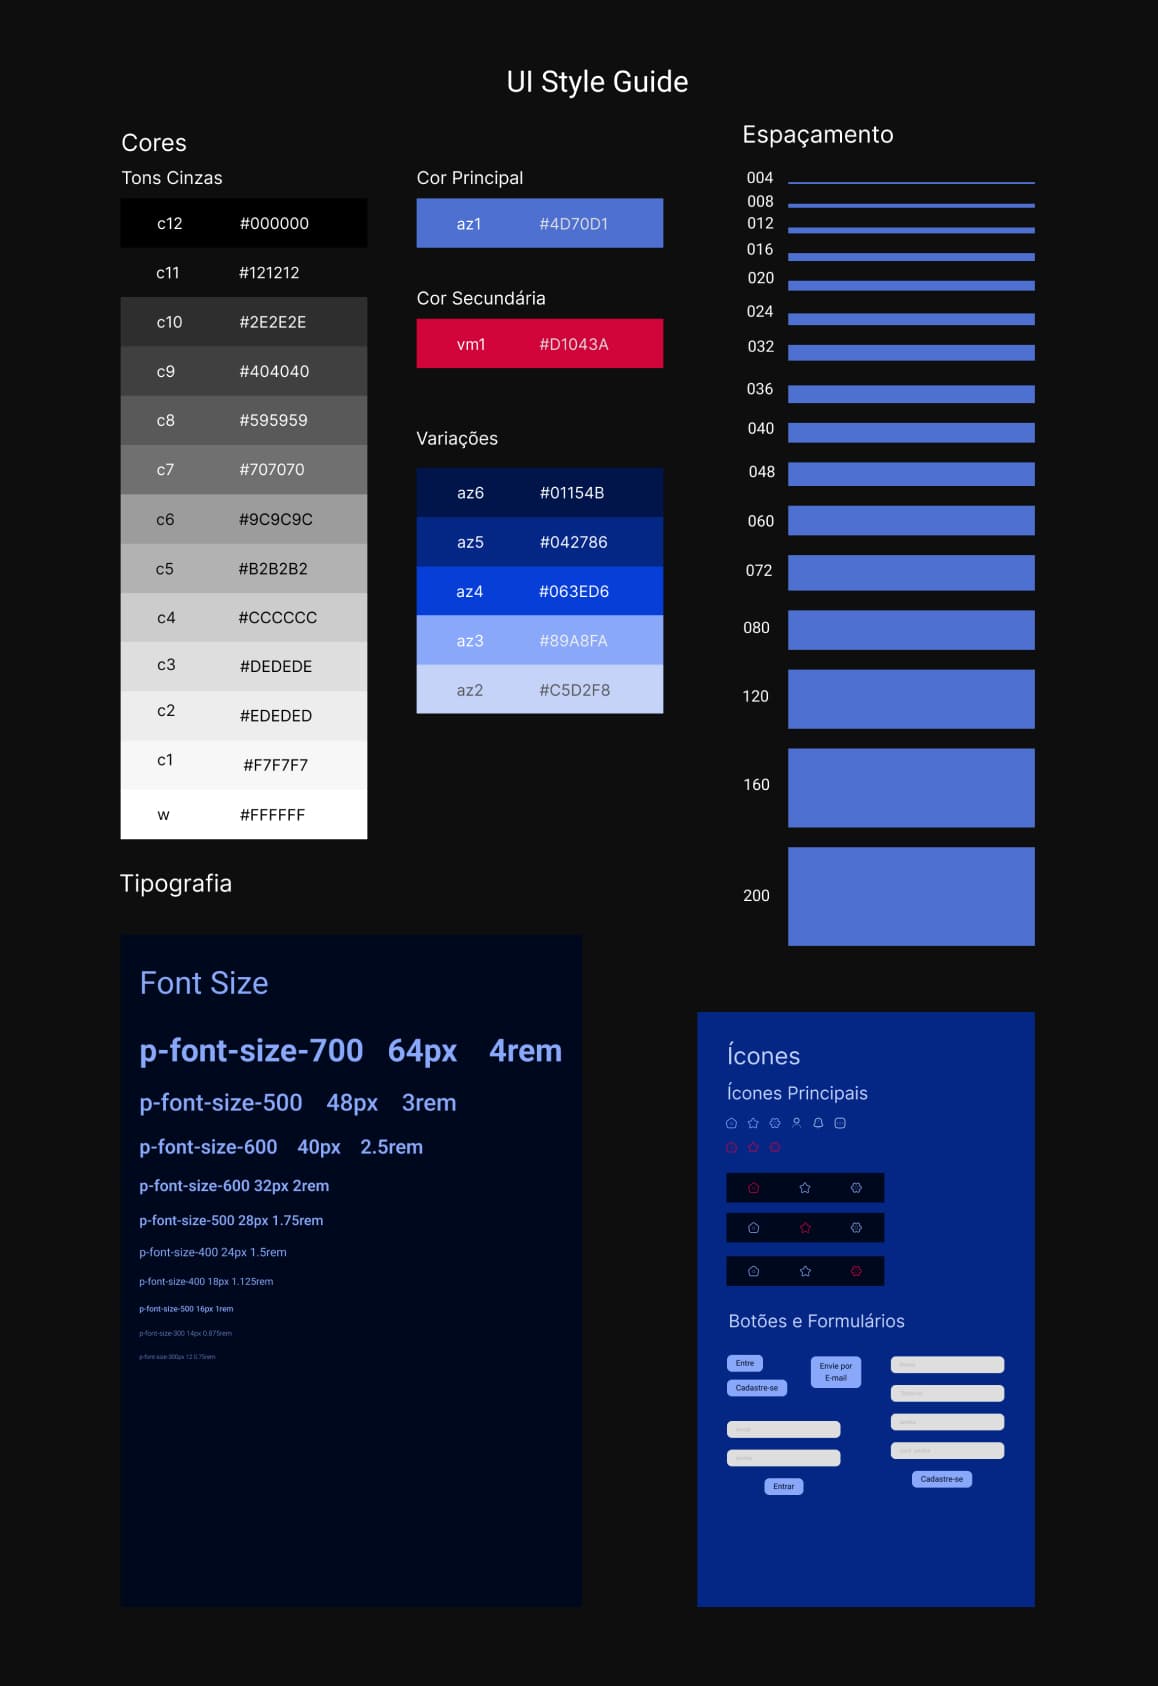 UI Style Guide
Cores
Tons Cinzas
c12 #000000
c11 #121212
c10 #2E2E2E
c9 #404040
c8 #595959
c7 #707070
c6 #9C9C9C
c5 #B2B2B2
c4 #CCCCCC
c3 #DEDEDE
c2 #EDEDED
c1 #F7F7F7
w #FFFFFF
Cor Principal
az1 #4D70D1
Cor Secundária
vm1 #D1043A
Variações
az6 #01154B
az5 #042786
az4 #063ED6
az3 #89A8FA
az2 #C5D2F8
Espaçamento
004
008
012
016
020
024
032
036
040
048
060
072
080
120
160
200
Tipografia
Font Size
p-font-size-700 64px 4rem
p-font-size-500 48px 3rem
p-font-size-600 40px 2.5rem
p-font-size-600 32px 2rem
p-font-size-500 28px 1.75rem
p-font-size-400 24px 1.5rem
p-font-size-400 18px 1.125rem
p-font-size-500 16px 1rem
p-font-size-300 14px 0.875rem
p-font-size-300px 12 0.75rem
Ícones
Ícones Principais
Botões e Formulários
Entre
Cadastre-se
Envie por
E-mail
Entrar
Cadastre-se